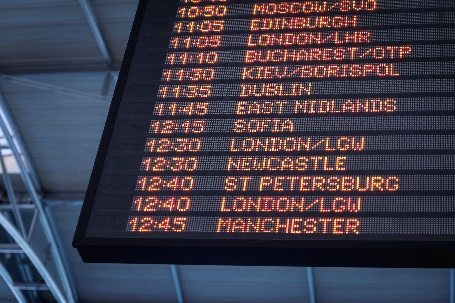 10:50 MOSCOW/SVO
11:05 EDINBURGH
11:05 LONDON/LHR
11:10 BUCHAREST/OTP
11:30 KIEV/BORISPOL
11:35 DUBLIN
11:45 EAST MIDLANDS
12:15 SOFIA
12:30 LONDON/LGW
12:30 NEWCASTLE
12:40 ST PETERSBURG
12:40 LONDON/LGW
12:45 MANCHESTER